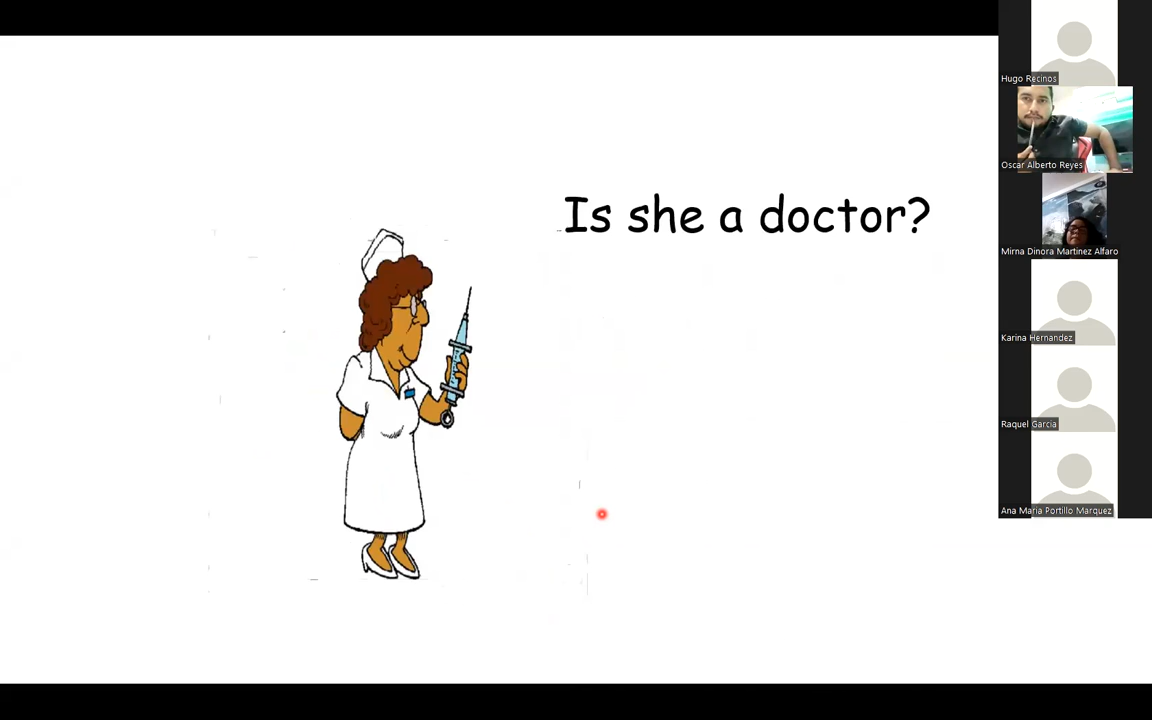 Is she a doctor?
Hugo Recinos
Oscar Alberto Reyes
Mirna Dinora Martinez Alfaro
Karina Hernandez
Raquel Garcia
Ana Maria Portillo Marquez